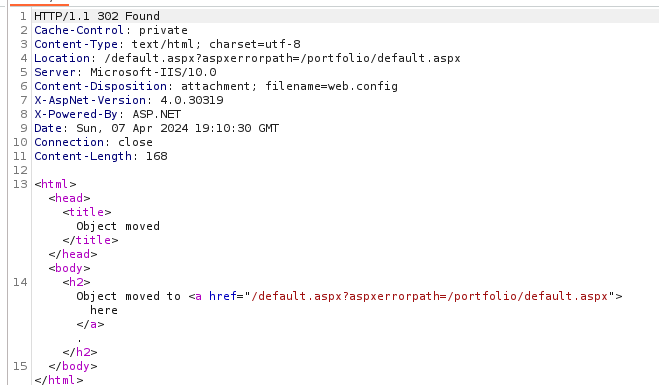 1 HTTP/1.1 302 Found
2 Cache-Control: private
3 Content-Type: text/html; charset=utf-8
4 Location: /default.aspx?aspxerrorpath=/portfolio/default.aspx
5 Server: Microsoft-IIS/10.0
6 Content-Disposition: attachment; filename=web.config
7 X-AspNet-Version: 4.0.30319
8 X-Powered-By: ASP.NET
9 Date: Sun, 07 Apr 2024 19:10:30 GMT
10 Connection: close
11 Content-Length: 168
12
13 <html>
<head>
<title>
Object moved
</title>
</head>
<body>
14 <h2>
Object moved to <a href="/default.aspx?aspxerrorpath=/portfolio/default.aspx">
here
</a>
.
</h2>
15 </body>
</html>